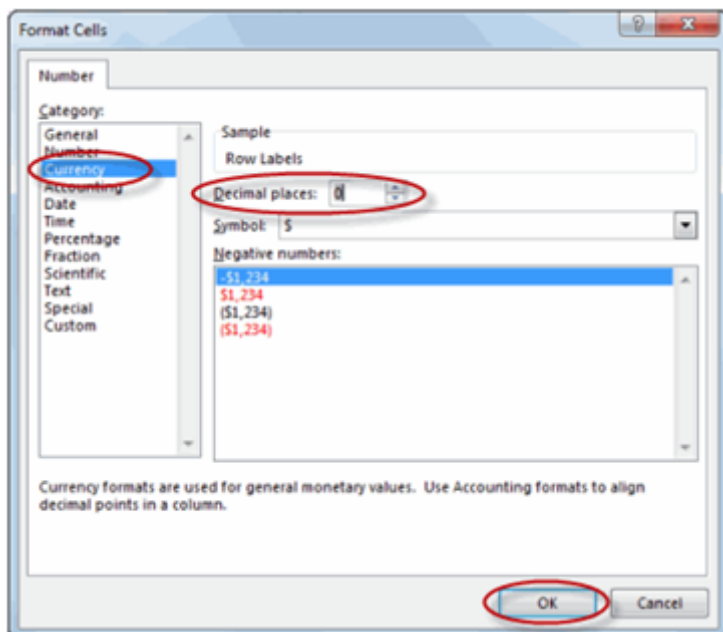 Format Cells
Number
Category:
General
Number
Currency
Accounting
Date
Time
Percentage
Fraction
Scientific
Text
Special
Custom
Sample
Row Labels
Decimal places: 0
Symbol: $
Negative numbers:
-$1,234
$1,234
($1,234)
($1,234)
Currency formats are used for general monetary values. Use Accounting formats to align
decimal points in a column.
OK
Cancel